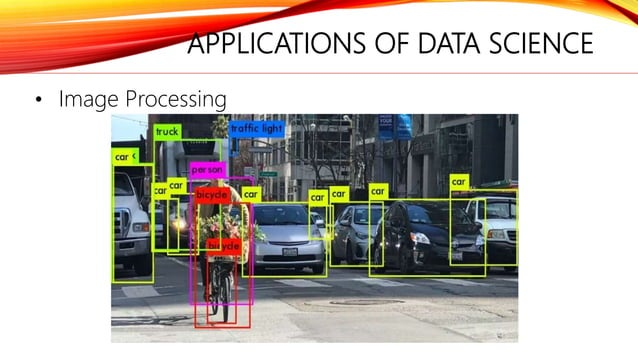 APPLICATIONS OF DATA SCIENCE
• Image Processing
truck
traffic light
car
person
car
car
bicycle
car
car
car
car
car
bicycle